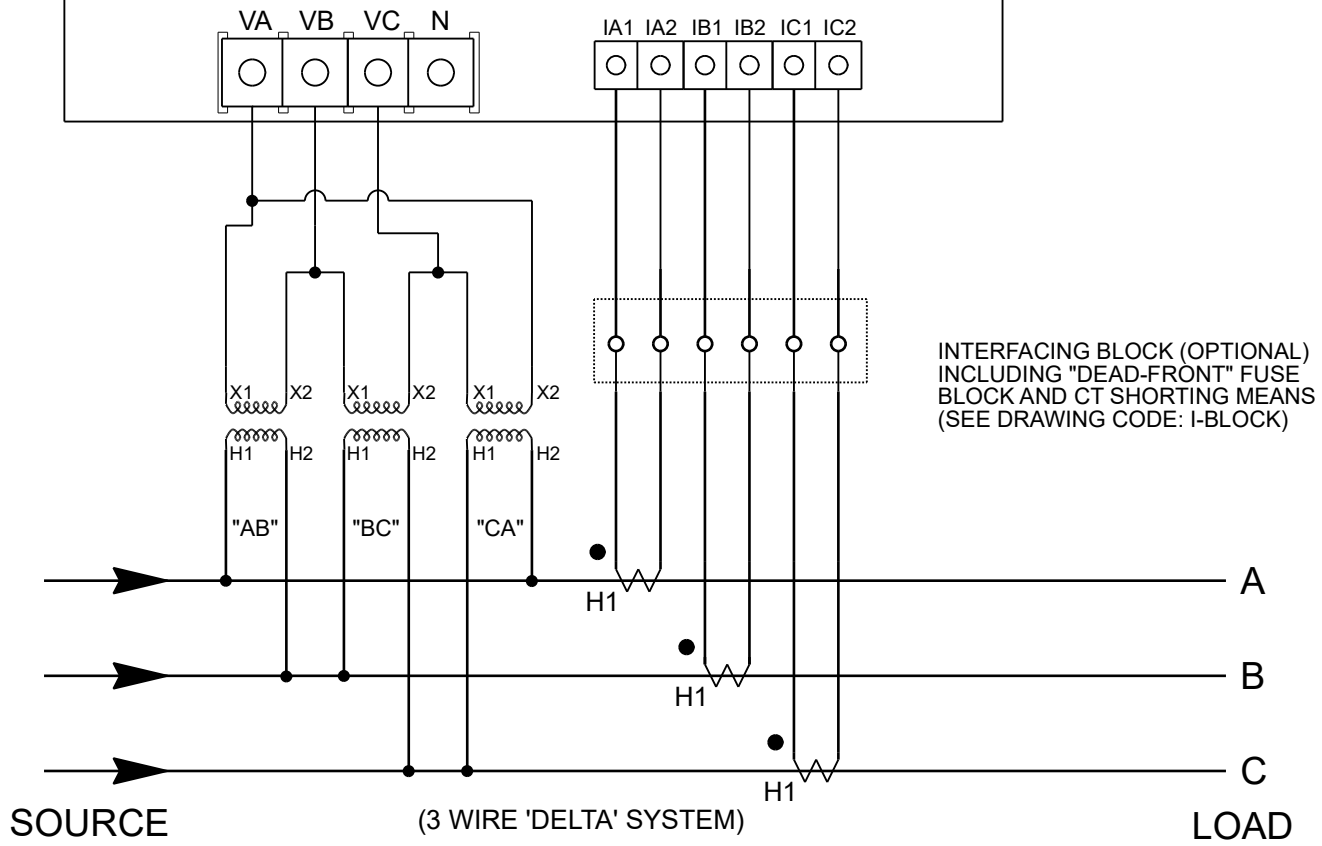 VA VB VC N
IA1 IA2 IB1 IB2 IC1 IC2
X1 X2 X1 X2 X1 X2
H1 H2 H1 H2 H1 H2
"AB" "BC" "CA"
INTERFACING BLOCK (OPTIONAL)
INCLUDING "DEAD-FRONT" FUSE
BLOCK AND CT SHORTING MEANS
(SEE DRAWING CODE: I-BLOCK)
A
H1
B
H1
C
H1
SOURCE
(3 WIRE 'DELTA' SYSTEM)
LOAD